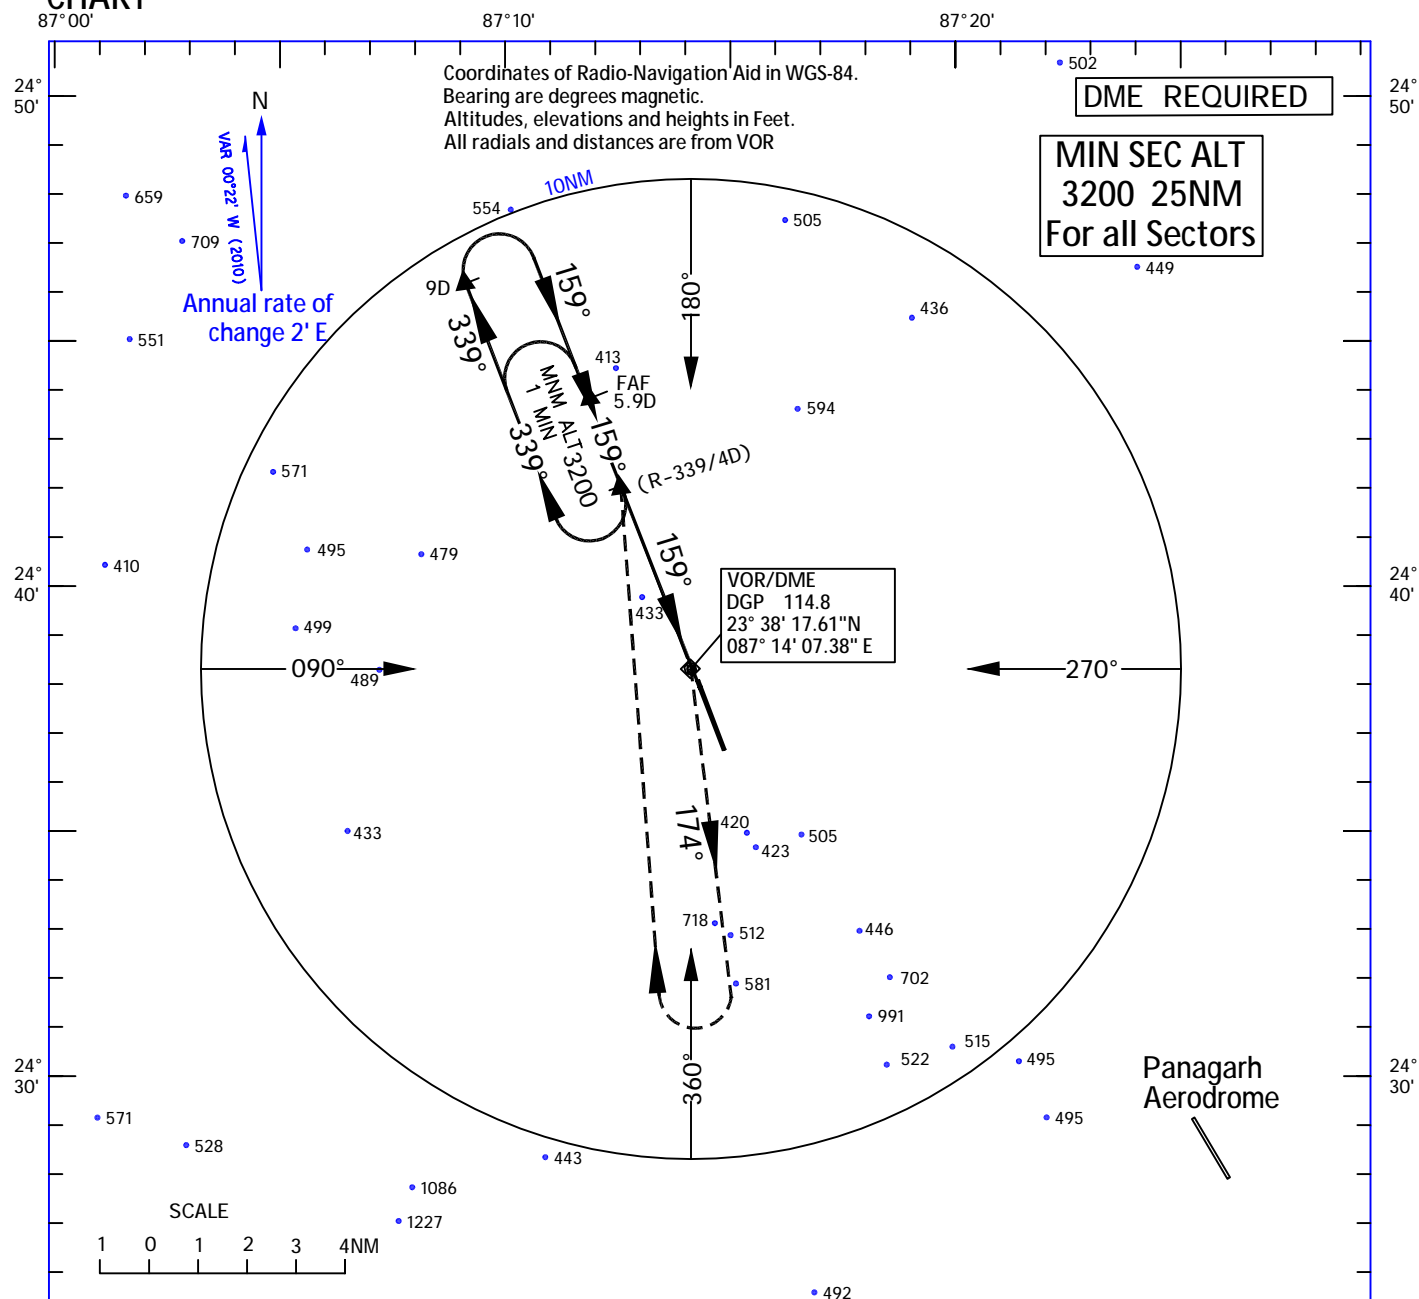 CHART
87°00'
87°10'
87°20'
502
24°
50'
24°
50'
Coordinates of Radio-Navigation Aid in WGS-84.
Bearing are degrees magnetic.
Altitudes, elevations and heights in Feet.
All radials and distances are from VOR
DME REQUIRED
N
VAR 00°22' W (2010)
Annual rate of
change 2' E
MIN SEC ALT
3200 25NM
For all Sectors
659
709
551
10NM
554
505
449
436
9D
159°
180°
339°
413
FAF
5.9D
594
MNM ALT 3200
1 MIN
339°
159°
(R-339/4D)
571
495
479
410
24°
40'
24°
40'
159°
433
VOR/DME
DGP 114.8
23° 38' 17.61"N
087° 14' 07.38" E
499
090°
489
270°
433
174°
420
423
505
718
512
446
581
702
991
515
522
495
360°
24°
30'
24°
30'
Panagarh
Aerodrome
495
571
528
443
1086
1227
SCALE
1 0 1 2 3 4NM
492